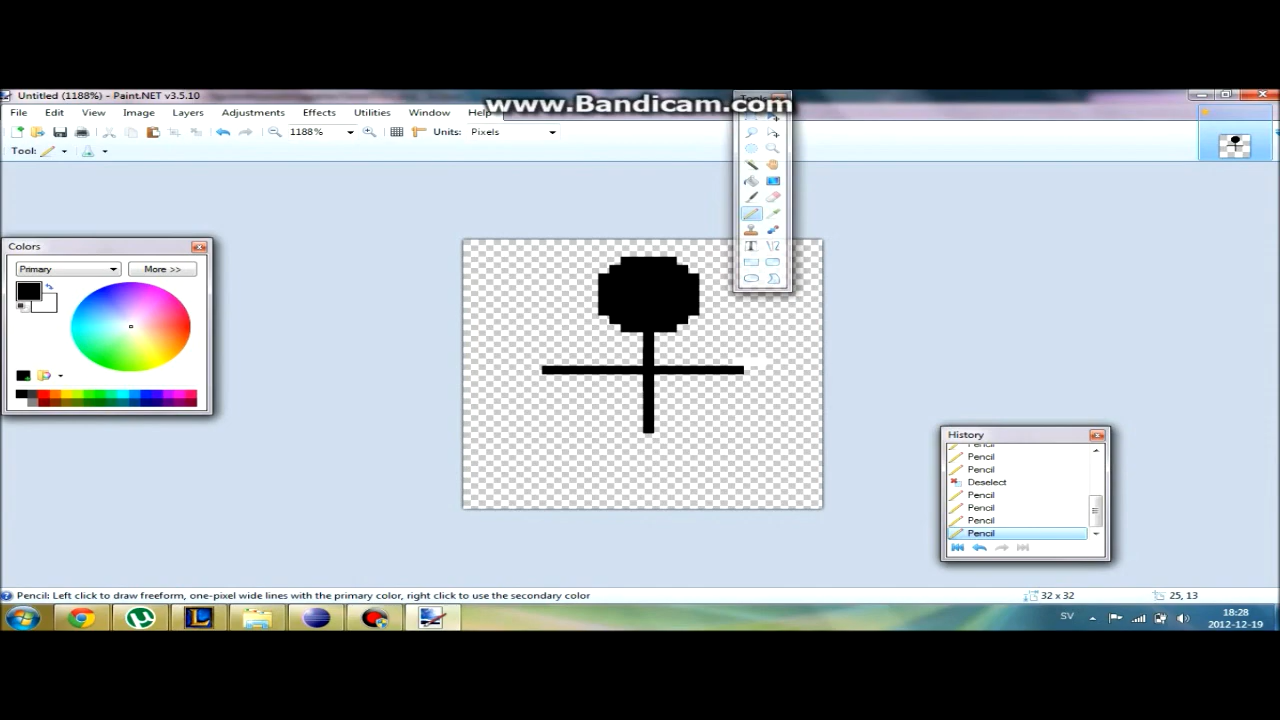 Untitled (1188%) - Paint.NET v3.5.10
www.Bandicam.com
File Edit View Image Layers Adjustments Effects Utilities Window Help
1188% Units: Pixels
Tool:
Colors
Primary More >>
History
Pencil
Pencil
Pencil
Deselect
Pencil
Pencil
Pencil
Pencil
Pencil: Left click to draw freeform, one-pixel wide lines with the primary color, right click to use the secondary color
32 x 32
25, 13
SV
18:28
2012-12-19